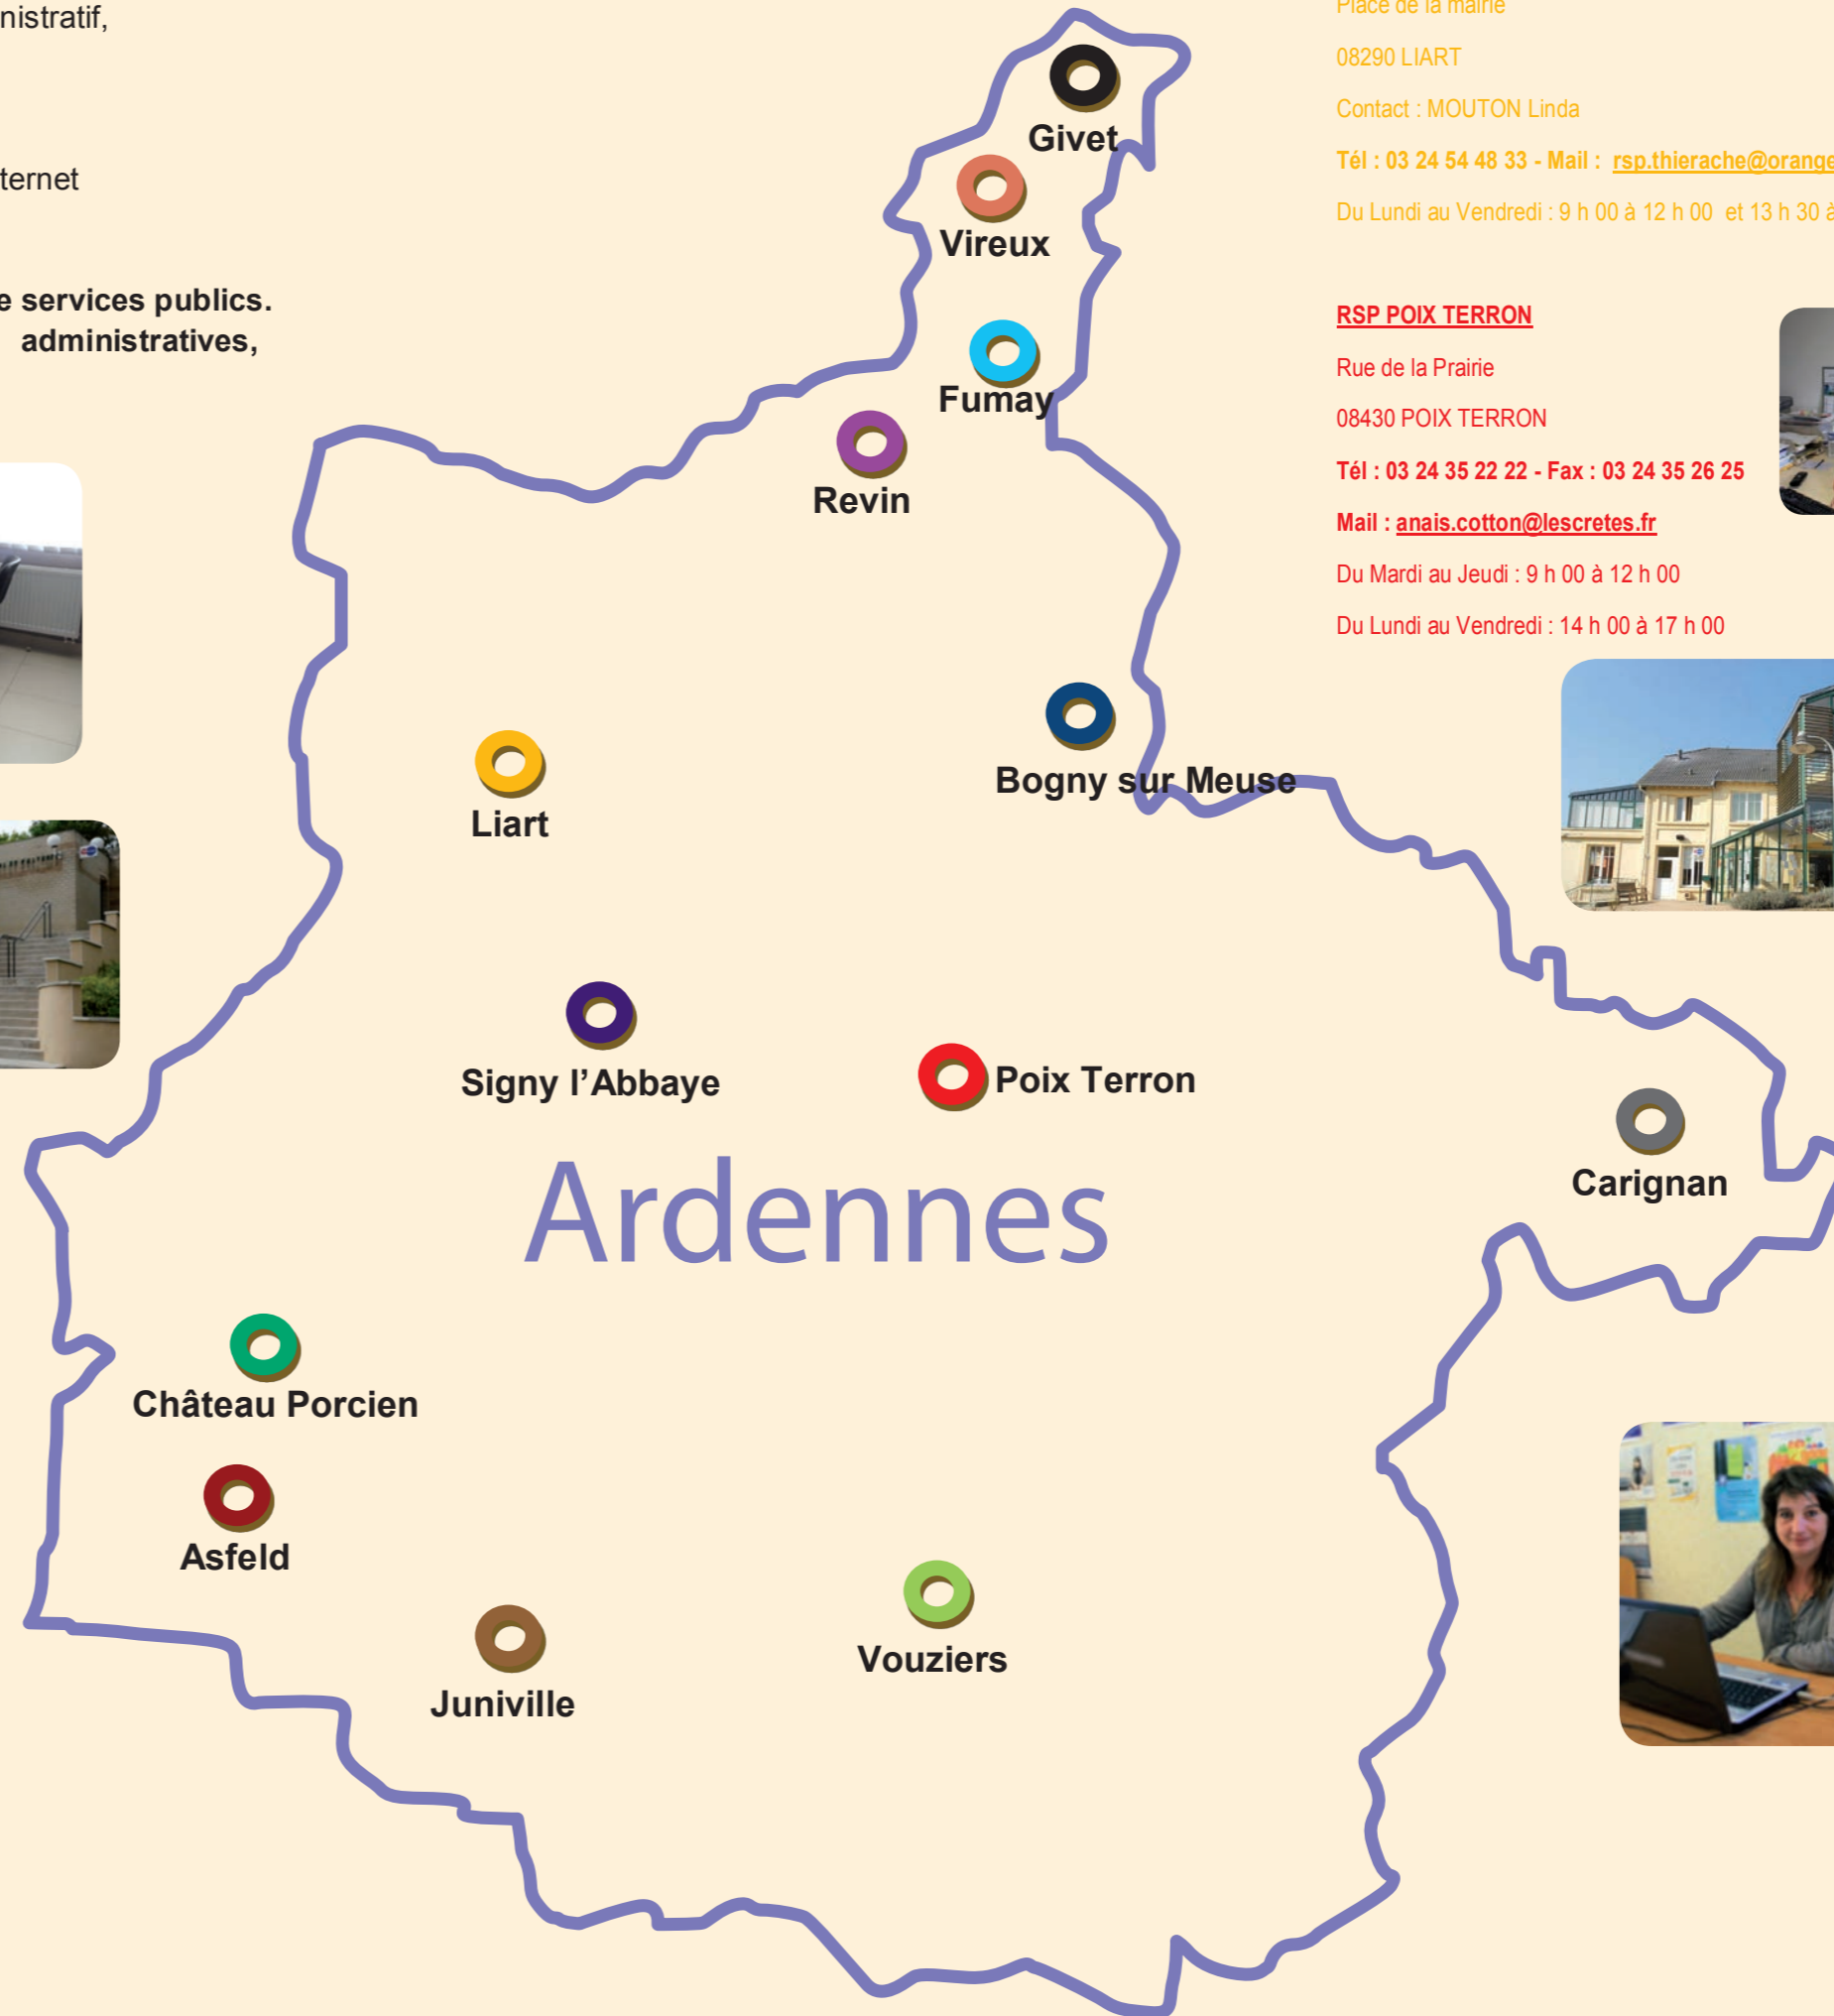 nistratif,
ternet
e services publics.
administratives,
Place de la mairie
08290 LIART
Contact : MOUTON Linda
Tél : 03 24 54 48 33 - Mail : rsp.thierache@orange
Du Lundi au Vendredi : 9 h 00 à 12 h 00 et 13 h 30 à
RSP POIX TERRON
Rue de la Prairie
08430 POIX TERRON
Tél : 03 24 35 22 22 - Fax : 03 24 35 26 25
Mail : anais.cotton@lescretes.fr
Du Mardi au Jeudi : 9 h 00 à 12 h 00
Du Lundi au Vendredi : 14 h 00 à 17 h 00
Givet
Vireux
Fumay
Revin
Bogny sur Meuse
Liart
Signy l’Abbaye
Poix Terron
Carignan
Ardennes
Château Porcien
Asfeld
Vouziers
Juniville